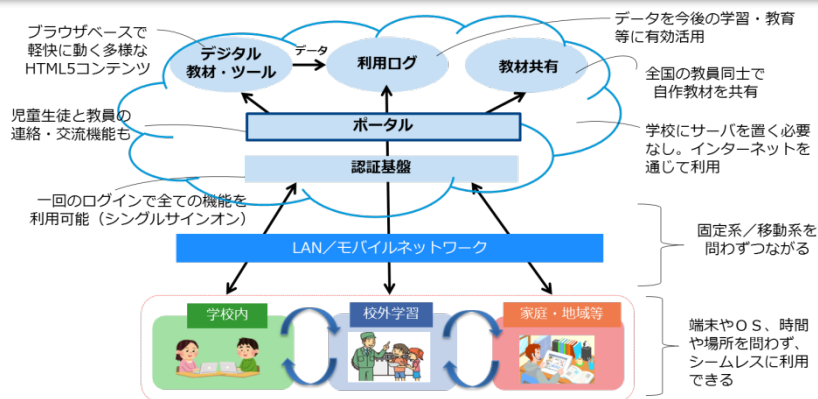 ブラウザベースで
軽快に動く多様な
HTML5コンテンツ
デジタル
教材・ツール
データ
利用ログ
教材共有
データを今後の学習・教育
等に有効活用
全国の教員同士で
自作教材を共有
児童生徒と教員の
連絡・交流機能も
ポータル
学校にサーバを置く必要
なし。インターネットを
通じて利用
認証基盤
一回のログインで全ての機能を
利用可能（シングルサインオン）
LAN／モバイルネットワーク
固定系／移動系を
問わずつながる
学校内
校外学習
家庭・地域等
端末やＯＳ、時間
や場所を問わず、
シームレスに利用
できる